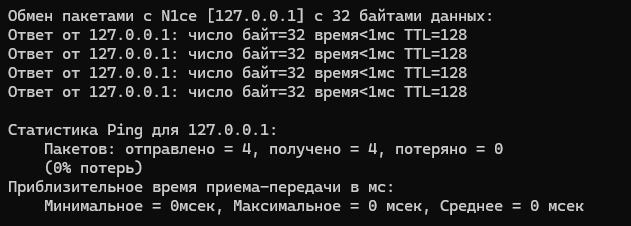 Обмен пакетами с N1ce [127.0.0.1] с 32 байтами данных:
Ответ от 127.0.0.1: число байт=32 время<1мс TTL=128
Ответ от 127.0.0.1: число байт=32 время<1мс TTL=128
Ответ от 127.0.0.1: число байт=32 время<1мс TTL=128
Ответ от 127.0.0.1: число байт=32 время<1мс TTL=128
Статистика Ping для 127.0.0.1:
Пакетов: отправлено = 4, получено = 4, потеряно = 0
(0% потерь)
Приблизительное время приема-передачи в мс:
Минимальное = 0мсек, Максимальное = 0 мсек, Среднее = 0 мсек